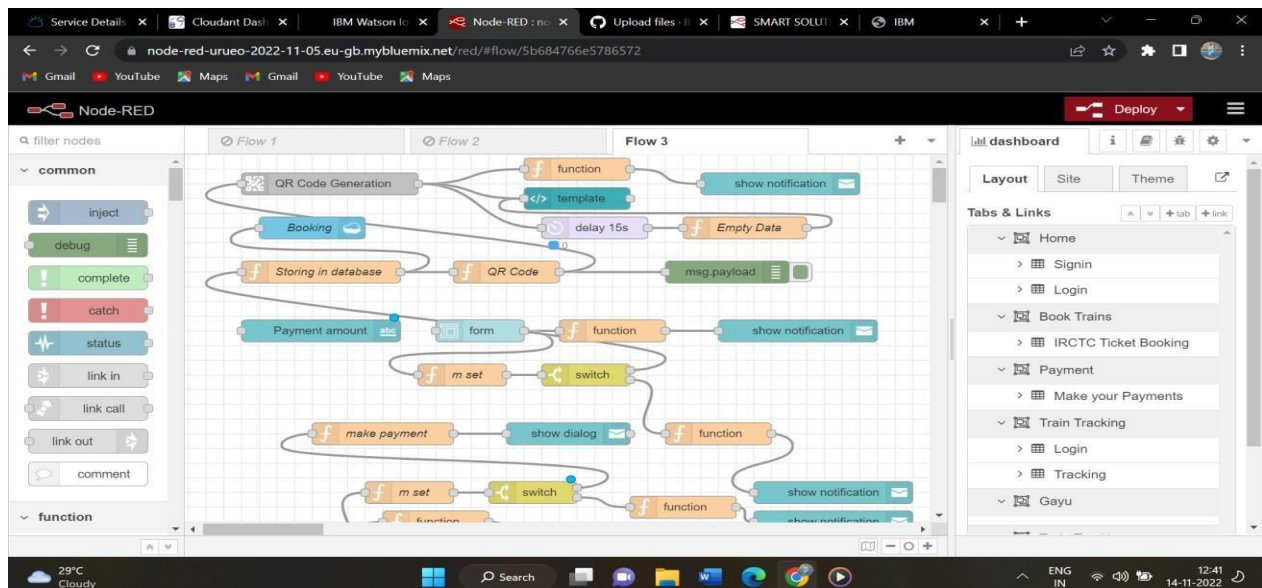 Service Details
Cloudant Dash
IBM Watson Io
Node-RED : no
Upload files · I
SMART SOLUT
IBM
node-red-urueo-2022-11-05.eu-gb.mybluemix.net/red/#flow/5b684766e5786572
Gmail YouTube Maps Gmail YouTube Maps
Node-RED
Deploy
filter nodes
Flow 1
Flow 2
Flow 3
dashboard
i
common
inject
debug
complete
catch
status
link in
link call
link out
comment
function
QR Code Generation
function
show notification
</> template
Booking
delay 15s
0
Empty Data
Storing in database
QR Code
msg.payload
Payment amount abc
form
function
show notification
m set
switch
make payment
show dialog
function
m set
switch
show notification
function
function
show notification
Layout
Site
Theme
Tabs & Links
+tab
+link
Home
Signin
Login
Book Trains
IRCTC Ticket Booking
Payment
Make your Payments
Train Tracking
Login
Tracking
Gayu
29°C
Cloudy
Search
ENG
IN
12:41
14-11-2022